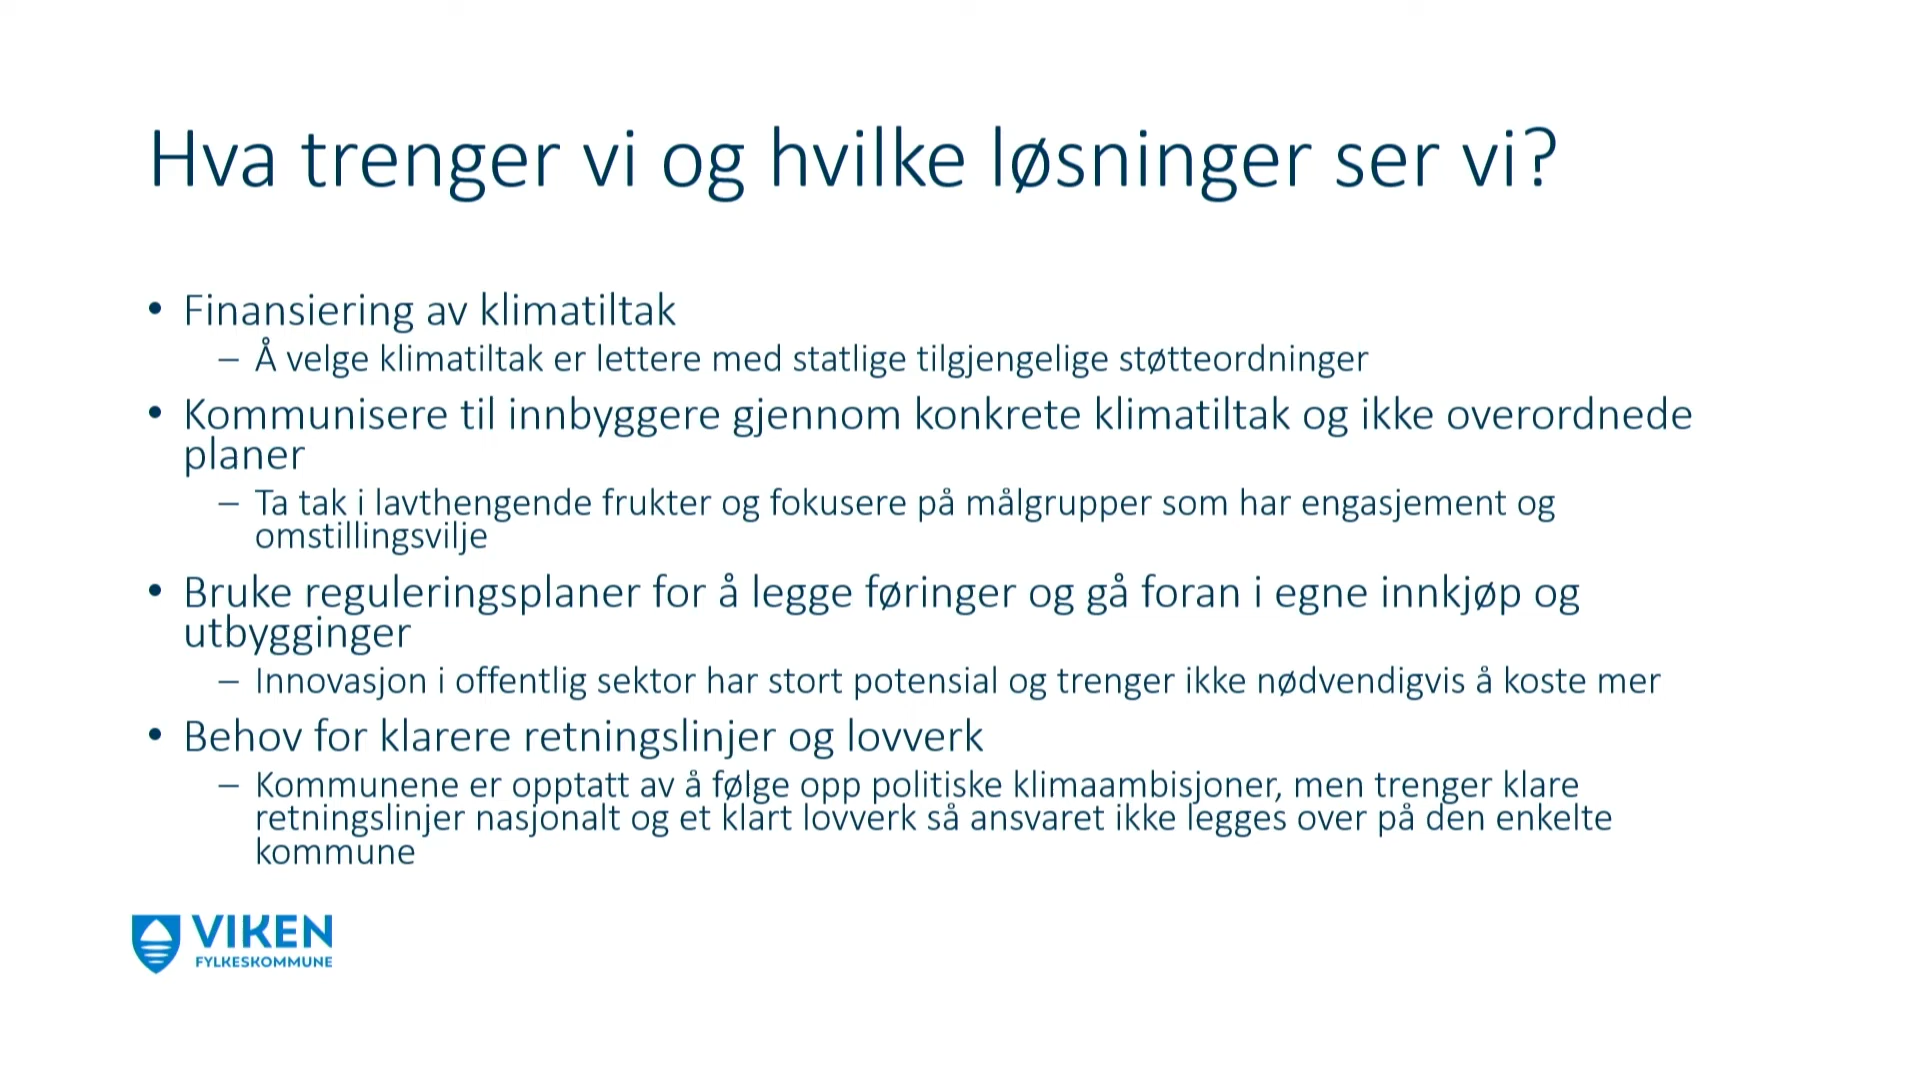 Hva trenger vi og hvilke løsninger ser vi?
• Finansiering av klimatiltak
– Å velge klimatiltak er lettere med statlige tilgjengelige støtteordninger
• Kommunisere til innbyggere gjennom konkrete klimatiltak og ikke overordnede
planer
– Ta tak i lavthengende frukter og fokusere på målgrupper som har engasjement og
omstillingsvilje
• Bruke reguleringsplaner for å legge føringer og gå foran i egne innkjøp og
utbygginger
– Innovasjon i offentlig sektor har stort potensial og trenger ikke nødvendigvis å koste mer
• Behov for klarere retningslinjer og lovverk
– Kommunene er opptatt av å følge opp politiske klimaambisjoner, men trenger klare
retningslinjer nasjonalt og et klart lovverk så ansvaret ikke legges over på den enkelte
kommune
VIKEN
FYLKESKOMMUNE